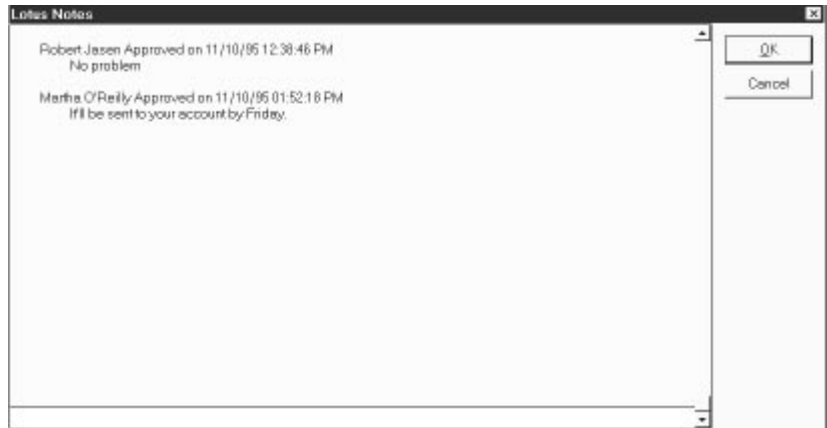 Lotus Notes
Robert Jasen Approved on 11/10/95 12:38:46 PM
No problem
Martha O'Reilly Approved on 11/10/95 01:52:18 PM
It'll be sent to your account by Friday.
OK
Cancel